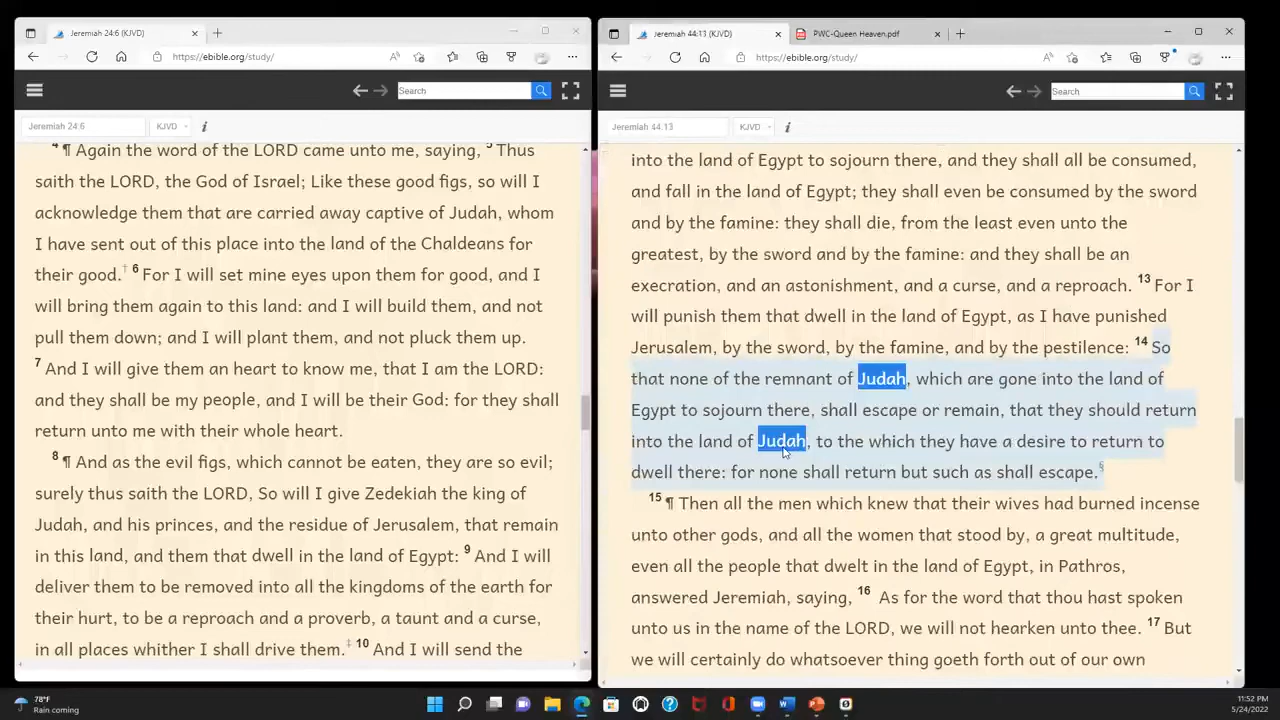 Jeremiah 24:6 (KJVD)
https://ebible.org/study/
Search
Jeremiah 24:6 KJVD i
4 ¶ Again the word of the LORD came unto me, saying, 5 Thus
saith the LORD, the God of Israel; Like these good figs, so will I
acknowledge them that are carried away captive of Judah, whom
I have sent out of this place into the land of the Chaldeans for
their good.† 6 For I will set mine eyes upon them for good, and I
will bring them again to this land: and I will build them, and not
pull them down; and I will plant them, and not pluck them up.
7 And I will give them an heart to know me, that I am the LORD:
and they shall be my people, and I will be their God: for they shall
return unto me with their whole heart.
8 ¶ And as the evil figs, which cannot be eaten, they are so evil;
surely thus saith the LORD, So will I give Zedekiah the king of
Judah, and his princes, and the residue of Jerusalem, that remain
in this land, and them that dwell in the land of Egypt: 9 And I will
deliver them to be removed into all the kingdoms of the earth for
their hurt, to be a reproach and a proverb, a taunt and a curse,
in all places whither I shall drive them.‡ 10 And I will send the
Jeremiah 44:13 (KJVD) PWC-Queen Heaven.pdf
https://ebible.org/study/
Search
Jeremiah 44:13 KJVD i
into the land of Egypt to sojourn there, and they shall all be consumed,
and fall in the land of Egypt; they shall even be consumed by the sword
and by the famine: they shall die, from the least even unto the
greatest, by the sword and by the famine: and they shall be an
execration, and an astonishment, and a curse, and a reproach. 13 For I
will punish them that dwell in the land of Egypt, as I have punished
Jerusalem, by the sword, by the famine, and by the pestilence: 14 So
that none of the remnant of Judah, which are gone into the land of
Egypt to sojourn there, shall escape or remain, that they should return
into the land of Judah, to the which they have a desire to return to
dwell there: for none shall return but such as shall escape.§
15 ¶ Then all the men which knew that their wives had burned incense
unto other gods, and all the women that stood by, a great multitude,
even all the people that dwelt in the land of Egypt, in Pathros,
answered Jeremiah, saying, 16 As for the word that thou hast spoken
unto us in the name of the LORD, we will not hearken unto thee. 17 But
we will certainly do whatsoever thing goeth forth out of our own
78°F
Rain coming
11:52 PM
5/24/2022